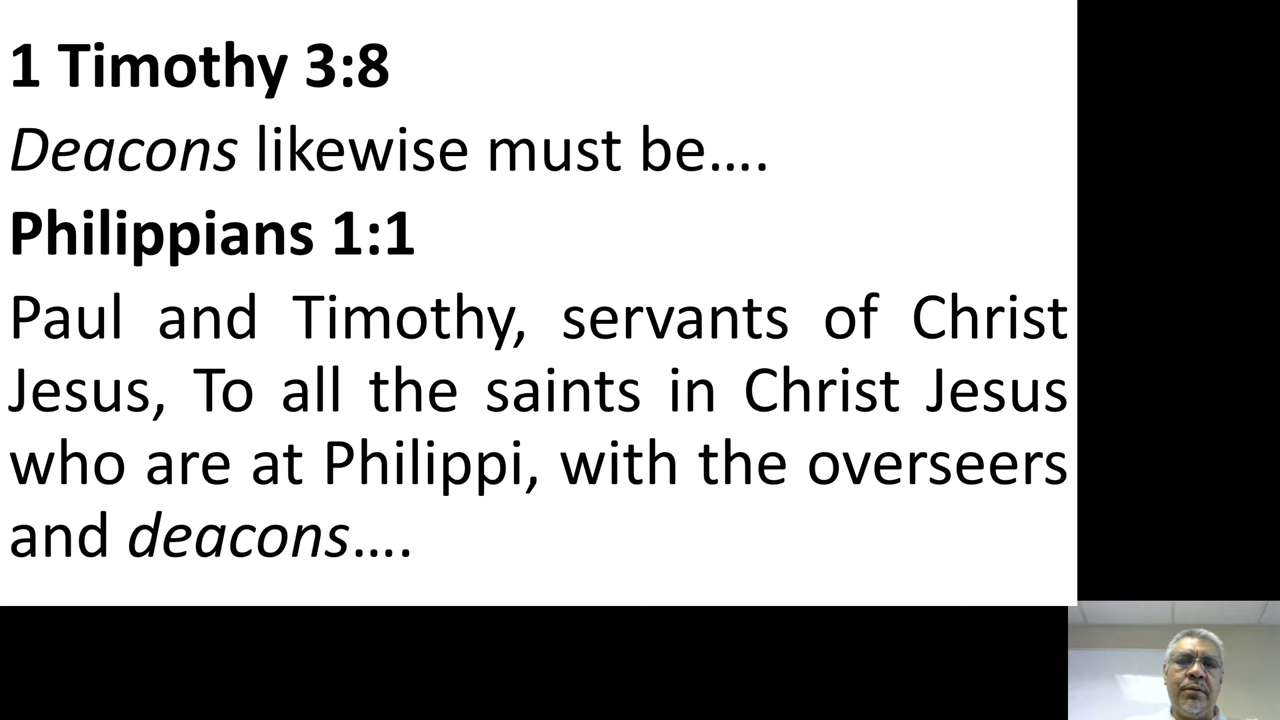 1 Timothy 3:8
Deacons likewise must be….
Philippians 1:1
Paul and Timothy, servants of Christ
Jesus, To all the saints in Christ Jesus
who are at Philippi, with the overseers
and deacons….